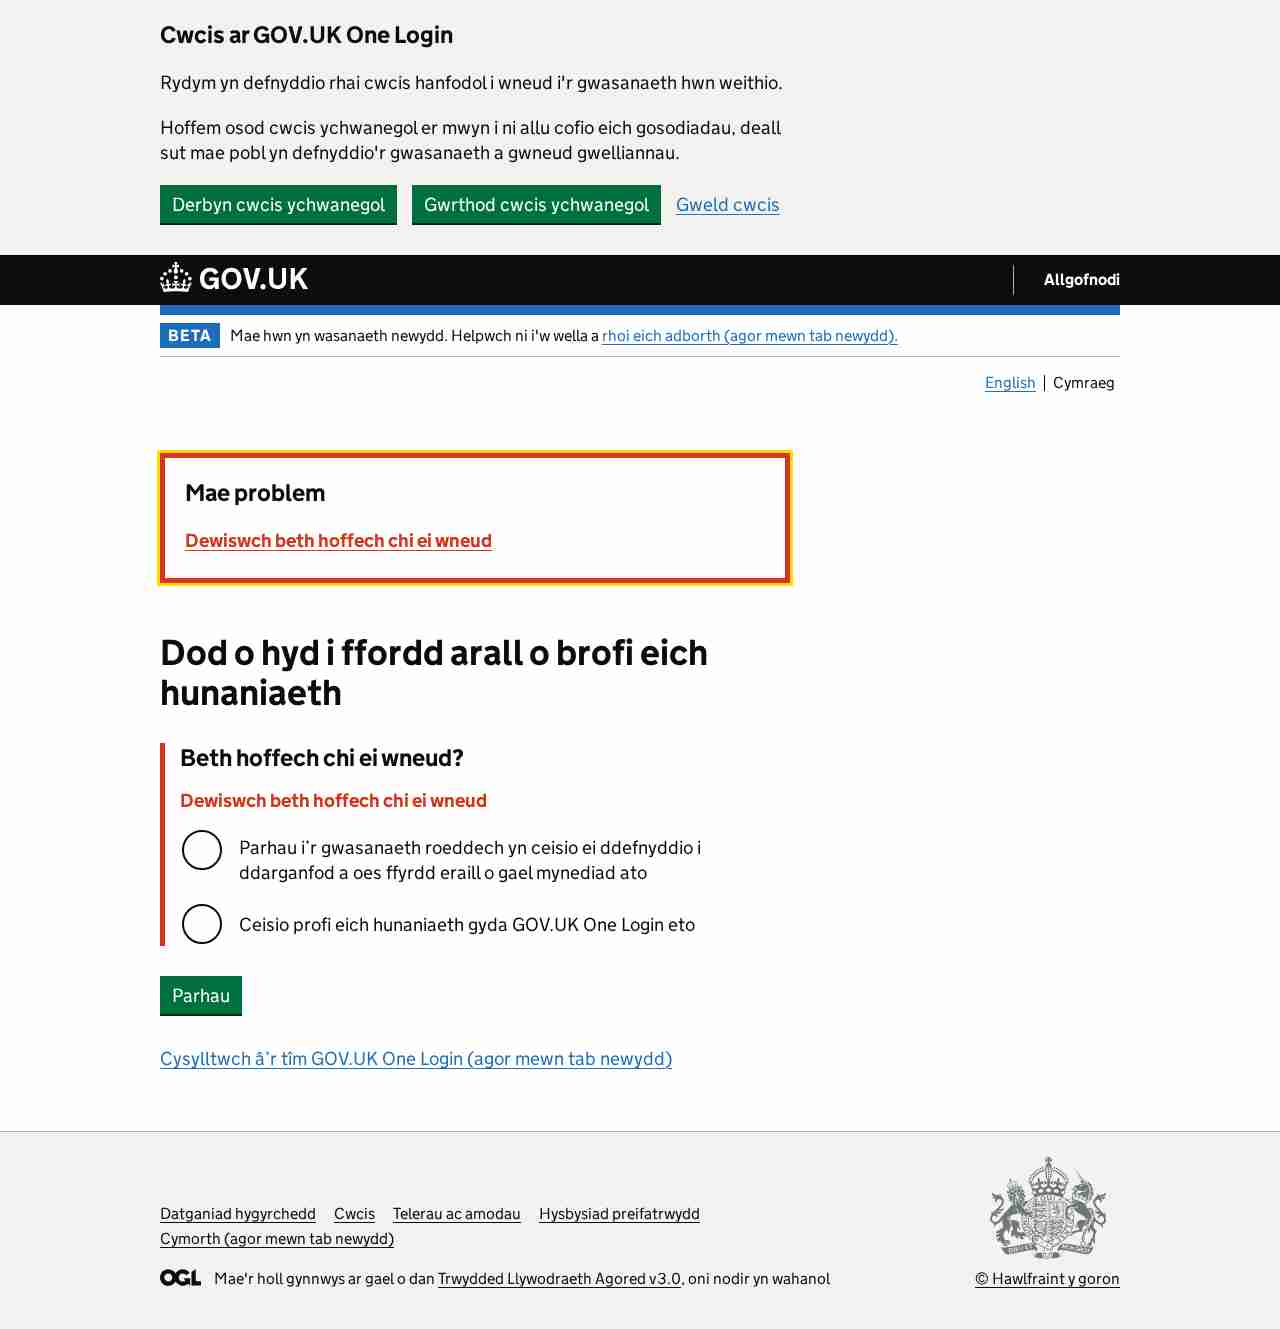 Cwcis ar GOV.UK One Login
Rydym yn defnyddio rhai cwcis hanfodol i wneud i'r gwasanaeth hwn weithio.
Hoffem osod cwcis ychwanegol er mwyn i ni allu cofio eich gosodiadau, deall
sut mae pobl yn defnyddio'r gwasanaeth a gwneud gwelliannau.
Derbyn cwcis ychwanegol Gwrthod cwcis ychwanegol Gweld cwcis
GOV.UK Allgofnodi
BETA Mae hwn yn wasanaeth newydd. Helpwch ni i'w wella a rhoi eich adborth (agor mewn tab newydd).
English Cymraeg
Mae problem
Dewiswch beth hoffech chi ei wneud
Dod o hyd i ffordd arall o brofi eich
hunaniaeth
Beth hoffech chi ei wneud?
Dewiswch beth hoffech chi ei wneud
Parhau i’r gwasanaeth roeddech yn ceisio ei ddefnyddio i
ddarganfod a oes ffyrdd eraill o gael mynediad ato
Ceisio profi eich hunaniaeth gyda GOV.UK One Login eto
Parhau
Cysylltwch â’r tîm GOV.UK One Login (agor mewn tab newydd)
Datganiad hygyrchedd Cwcis Telerau ac amodau Hysbysiad preifatrwydd
Cymorth (agor mewn tab newydd)
OGL Mae'r holl gynnwys ar gael o dan Trwydded Llywodraeth Agored v3.0, oni nodir yn wahanol
© Hawlfraint y goron